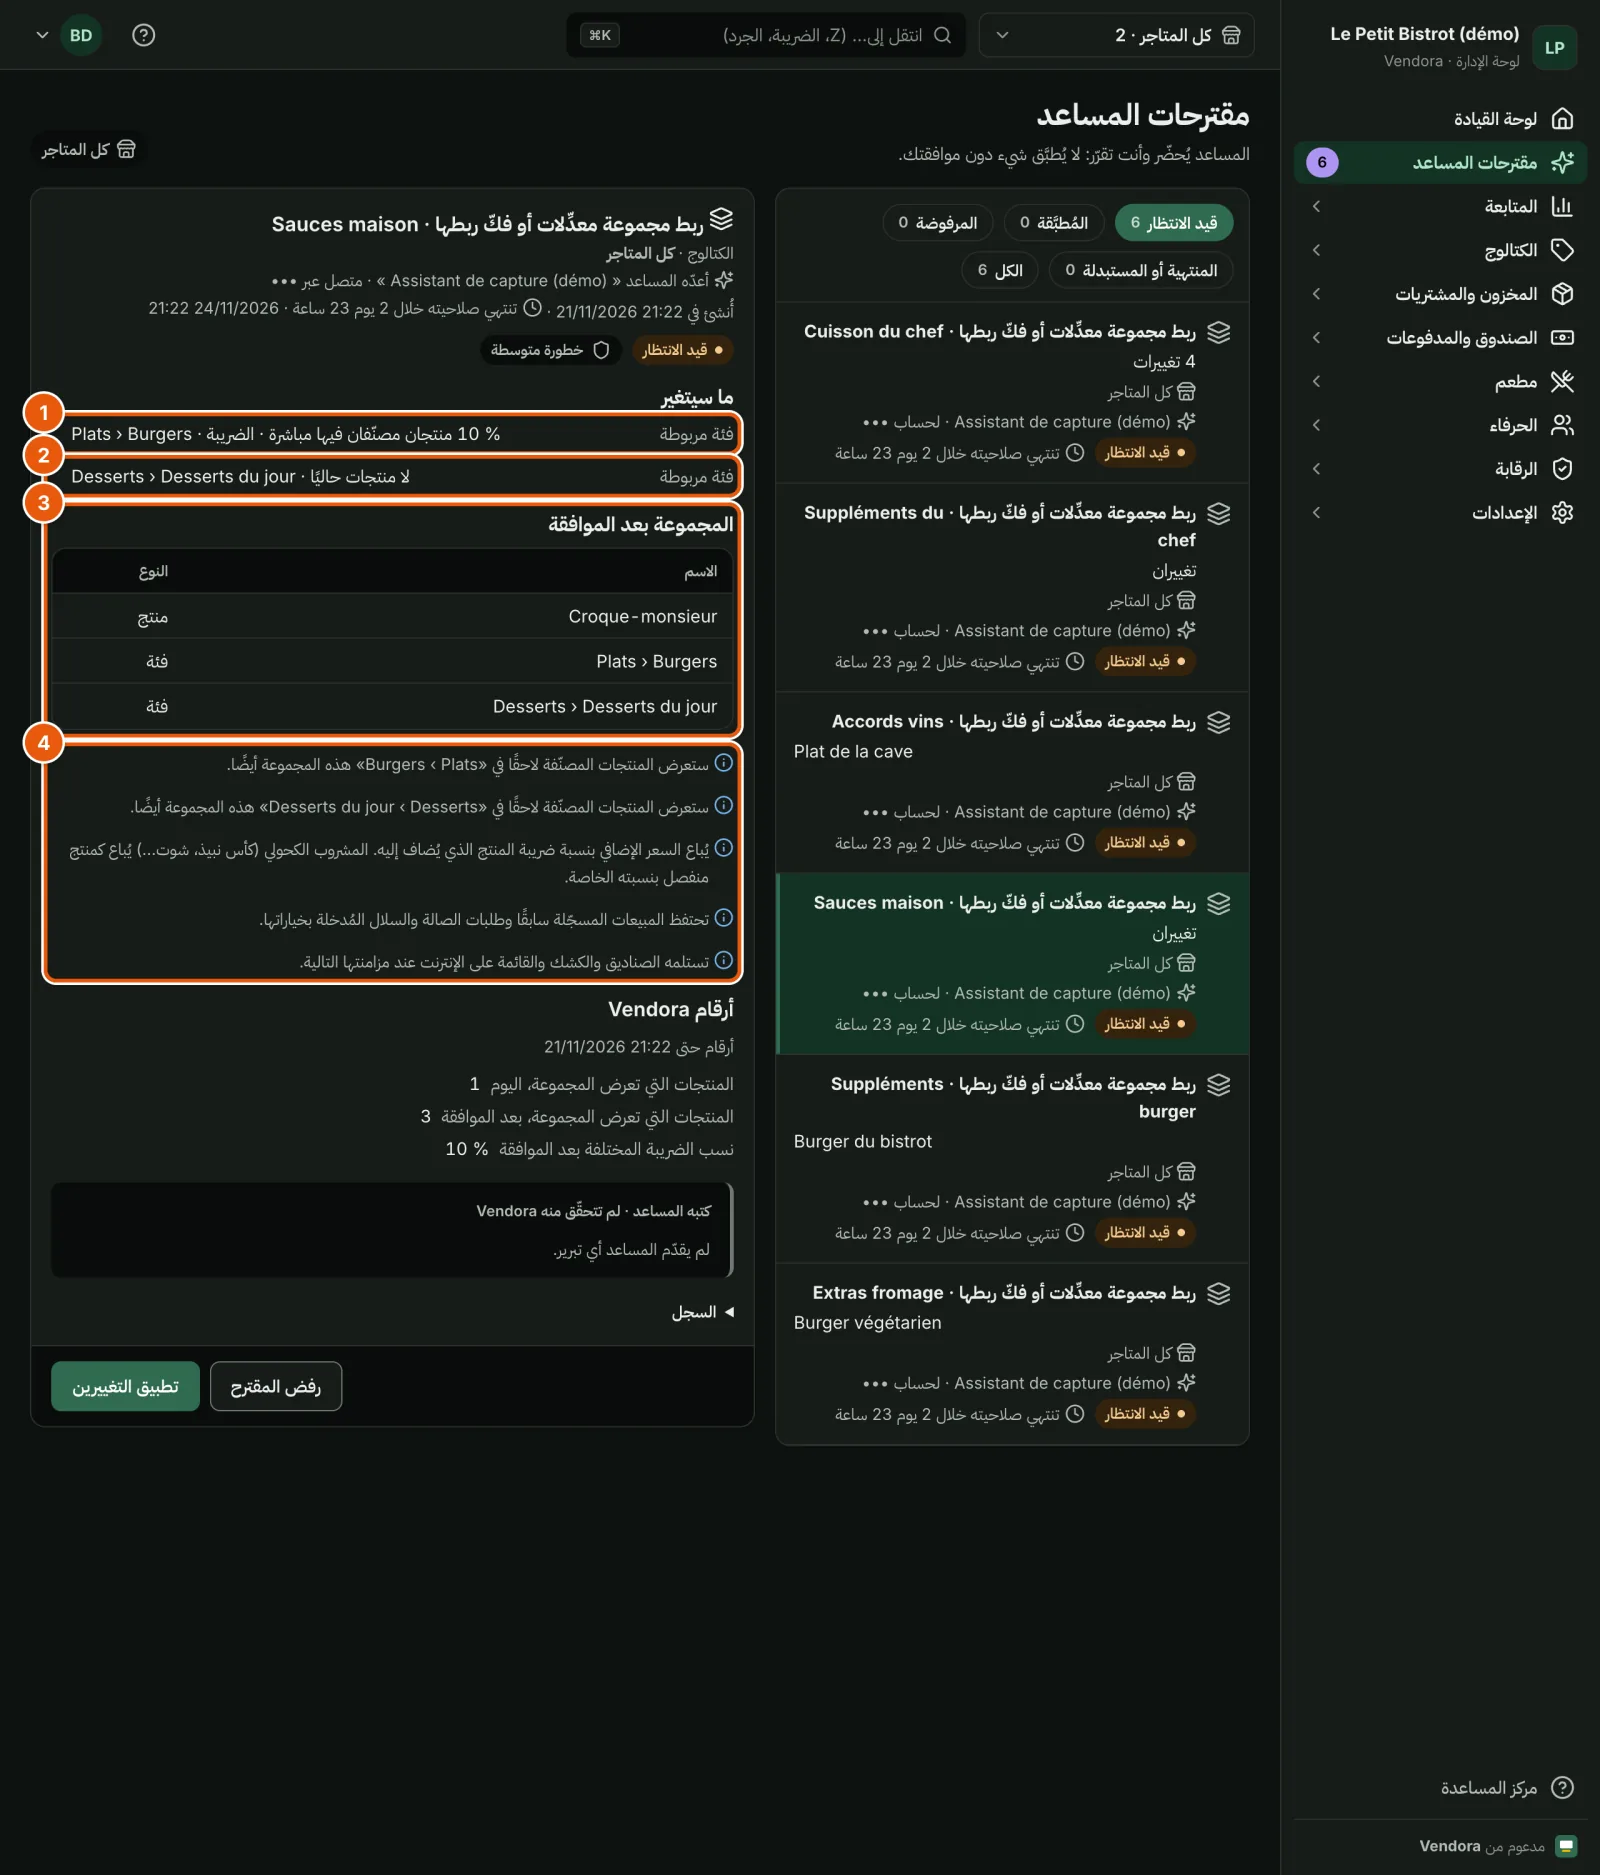 Le Petit Bistrot (démo)
لوحة الإدارة · Vendora
LP
لوحة القيادة
مقترحات المساعد
6
المتابعة
الكتالوج
المخزون والمشتريات
الصندوق والمدفوعات
مطعم
الحرفاء
الرقابة
الإعدادات
مركز المساعدة
مدعوم من Vendora
كل المتاجر · 2
انتقل إلى... (Z، الضريبة، الجرد)
⌘K
BD
مقترحات المساعد
المساعد يُحضّر وأنت تقرّر: لا يُطبَّق شيء دون موافقتك.
كل المتاجر
قيد الانتظار 6
المُطبَّقة 0
المرفوضة 0
المنتهية أو المستبدلة 0
الكل 6
ربط مجموعة معدِّلات أو فكّ ربطها · Cuisson du chef
4 تغييرات
كل المتاجر
Assistant de capture (démo) · لحساب •••
قيد الانتظار
تنتهي صلاحيته خلال 2 يوم 23 ساعة
ربط مجموعة معدِّلات أو فكّ ربطها · Suppléments du
chef
تغييران
كل المتاجر
Assistant de capture (démo) · لحساب •••
قيد الانتظار
تنتهي صلاحيته خلال 2 يوم 23 ساعة
ربط مجموعة معدِّلات أو فكّ ربطها · Accords vins
Plat de la cave
كل المتاجر
Assistant de capture (démo) · لحساب •••
قيد الانتظار
تنتهي صلاحيته خلال 2 يوم 23 ساعة
ربط مجموعة معدِّلات أو فكّ ربطها · Sauces maison
تغييران
كل المتاجر
Assistant de capture (démo) · لحساب •••
قيد الانتظار
تنتهي صلاحيته خلال 2 يوم 23 ساعة
ربط مجموعة معدِّلات أو فكّ ربطها · Suppléments
burger
Burger du bistrot
كل المتاجر
Assistant de capture (démo) · لحساب •••
قيد الانتظار
تنتهي صلاحيته خلال 2 يوم 23 ساعة
ربط مجموعة معدِّلات أو فكّ ربطها · Extras fromage
Burger végétarien
كل المتاجر
Assistant de capture (démo) · لحساب •••
قيد الانتظار
تنتهي صلاحيته خلال 2 يوم 23 ساعة
ربط مجموعة معدِّلات أو فكّ ربطها · Sauces maison
الكتالوج · كل المتاجر
أعدّه المساعد « Assistant de capture (démo) » · متصل عبر •••
أُنشئ في 21/11/2026 21:22 · تنتهي صلاحيته خلال 2 يوم 23 ساعة · 24/11/2026 21:22
قيد الانتظار
خطورة متوسطة
ما سيتغير
1
فئة مربوطة
Plats › Burgers · منتجان مصنّفان فيها مباشرة · الضريبة 10 %
2
فئة مربوطة
Desserts › Desserts du jour · لا منتجات حاليًا
3
المجموعة بعد الموافقة
الاسم
النوع
Croque-monsieur
منتج
Plats › Burgers
فئة
Desserts › Desserts du jour
فئة
4
ستعرض المنتجات المصنّفة لاحقًا في «Plats › Burgers» هذه المجموعة أيضًا.
ستعرض المنتجات المصنّفة لاحقًا في «Desserts › Desserts du jour» هذه المجموعة أيضًا.
يُباع السعر الإضافي بنسبة ضريبة المنتج الذي يُضاف إليه. المشروب الكحولي (كأس نبيذ، شوت...) يُباع كمنتج
منفصل بنسبته الخاصة.
تحتفظ المبيعات المسجّلة سابقًا وطلبات الصالة والسلال المُدخلة بخياراتها.
تستلمه الصناديق والكشك والقائمة على الإنترنت عند مزامنتها التالية.
أرقام Vendora
أرقام حتى 21/11/2026 21:22
المنتجات التي تعرض المجموعة، اليوم 1
المنتجات التي تعرض المجموعة، بعد الموافقة 3
نسب الضريبة المختلفة بعد الموافقة 10 %
كتبه المساعد · لم تتحقّق منه Vendora
لم يقدّم المساعد أي تبرير.
السجل
رفض المقترح
تطبيق التغييرين